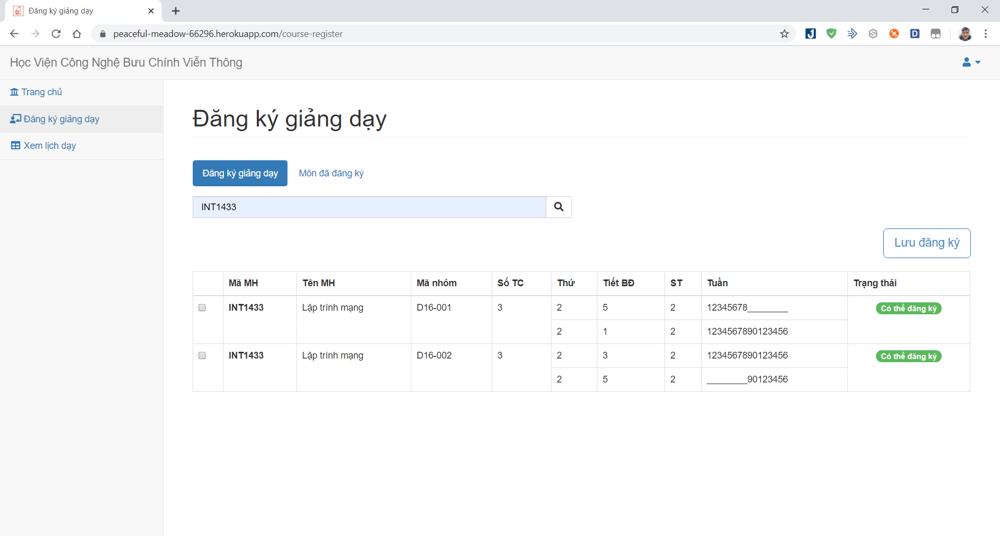 Đăng ký giảng dạy
peaceful-meadow-66296.herokuapp.com/course-register
Học Viện Công Nghệ Bưu Chính Viễn Thông
Trang chủ
Đăng ký giảng dạy
Xem lịch dạy
Đăng ký giảng dạy
Đăng ký giảng dạy Môn đã đăng ký
INT1433
Lưu đăng ký
Mã MH Tên MH Mã nhóm Số TC Thứ Tiết BĐ ST Tuần Trạng thái
INT1433 Lập trình mạng D16-001 3 2 5 2 12345678________ Có thể đăng ký
2 1 2 1234567890123456
INT1433 Lập trình mạng D16-002 3 2 3 2 1234567890123456 Có thể đăng ký
2 5 2 ________90123456